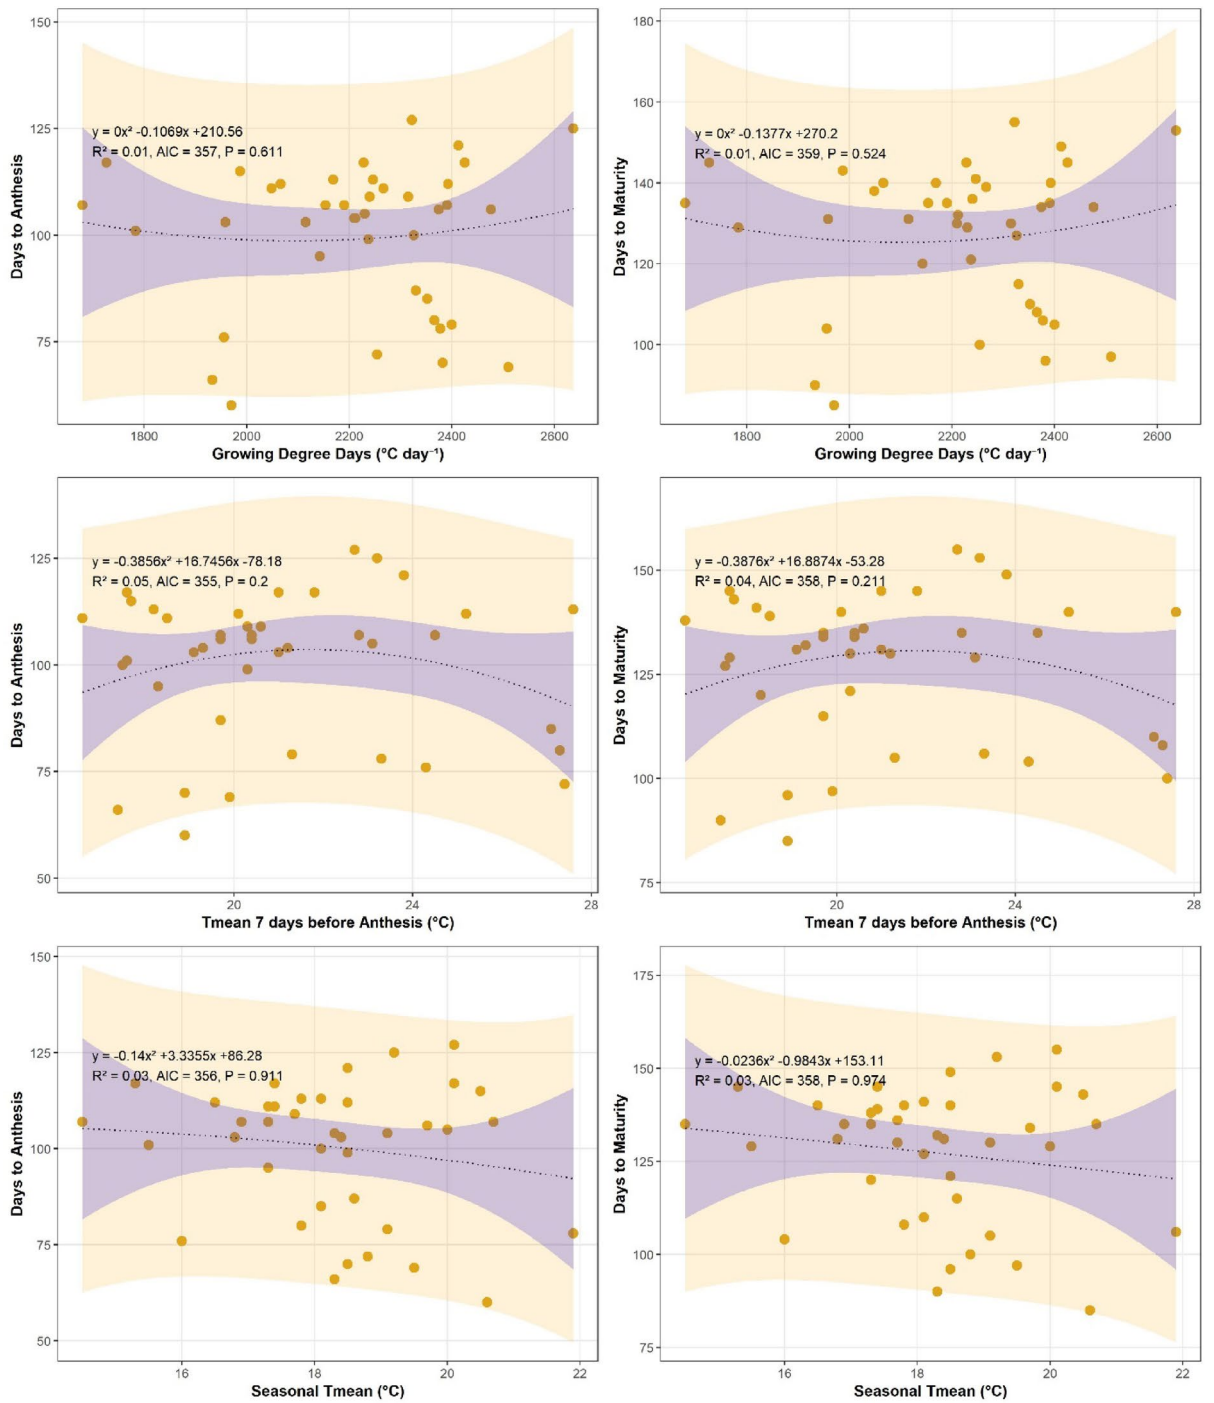 150
125
100
75
Days to Anthesis
y = 0x² -0.1069x +210.56
R² = 0.01, AIC = 357, P = 0.611
1800 2000 2200 2400 2600
Growing Degree Days (°C day⁻¹)
180
160
140
120
100
Days to Maturity
y = 0x² -0.1377x +270.2
R² = 0.01, AIC = 359, P = 0.524
1800 2000 2200 2400 2600
Growing Degree Days (°C day⁻¹)
125
100
75
50
Days to Anthesis
y = -0.3856x² +16.7456x -78.18
R² = 0.05, AIC = 355, P = 0.2
20 24 28
Tmean 7 days before Anthesis (°C)
150
125
100
75
Days to Maturity
y = -0.3876x² +16.8874x -53.28
R² = 0.04, AIC = 358, P = 0.211
20 24 28
Tmean 7 days before Anthesis (°C)
150
125
100
75
50
Days to Anthesis
y = -0.14x² +3.3355x +86.28
R² = 0.03, AIC = 356, P = 0.911
16 18 20 22
Seasonal Tmean (°C)
175
150
125
100
75
Days to Maturity
y = -0.0236x² -0.9843x +153.11
R² = 0.03, AIC = 358, P = 0.974
16 18 20 22
Seasonal Tmean (°C)